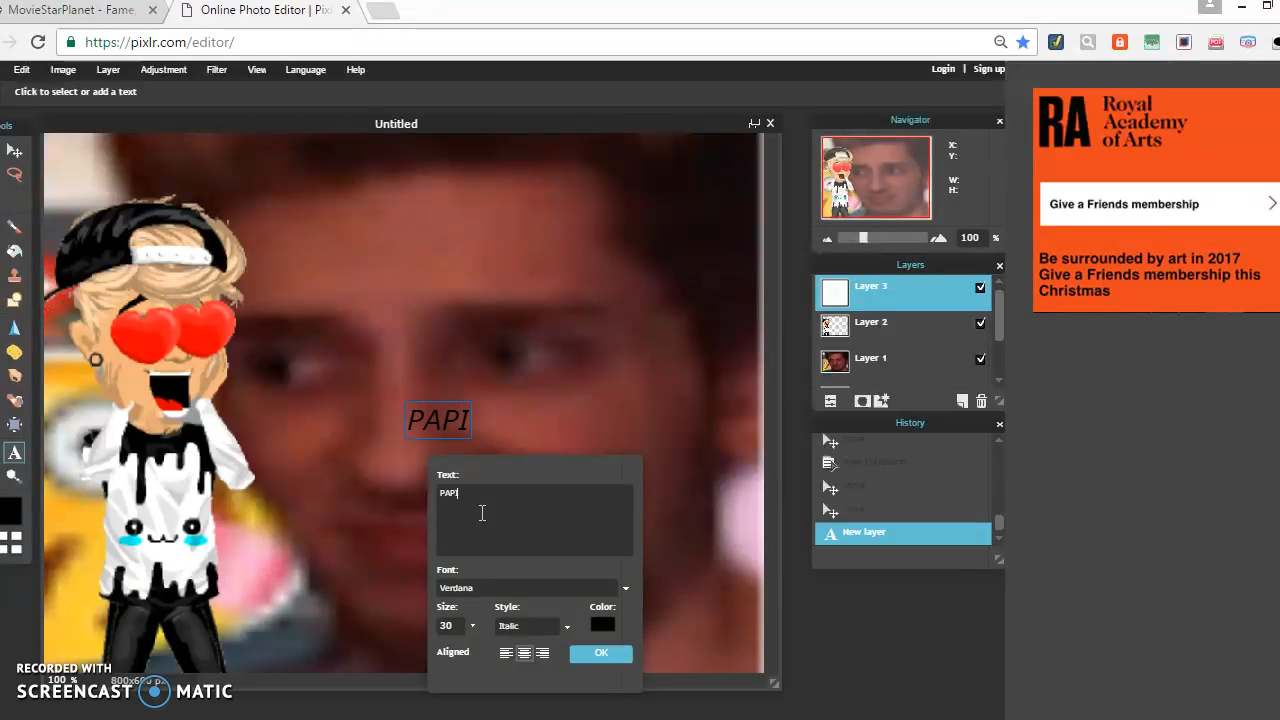 MovieStarPlanet - Fame,
Online Photo Editor | Pixl
https://pixlr.com/editor/
Edit Image Layer Adjustment Filter View Language Help
Login | Sign up
Click to select or add a text
ols
Untitled
Navigator
X:
Y:
W:
H:
100 %
Layers
Layer 3
Layer 2
Layer 1
History
New layer
PAPI
Text:
PAPI
Font:
Verdana
Size: Style: Color:
30 Italic
Aligned
OK
RA Royal
Academy
of Arts
Give a Friends membership
Be surrounded by art in 2017
Give a Friends membership this
Christmas
RECORDED WITH
SCREENCAST MATIC
100 %